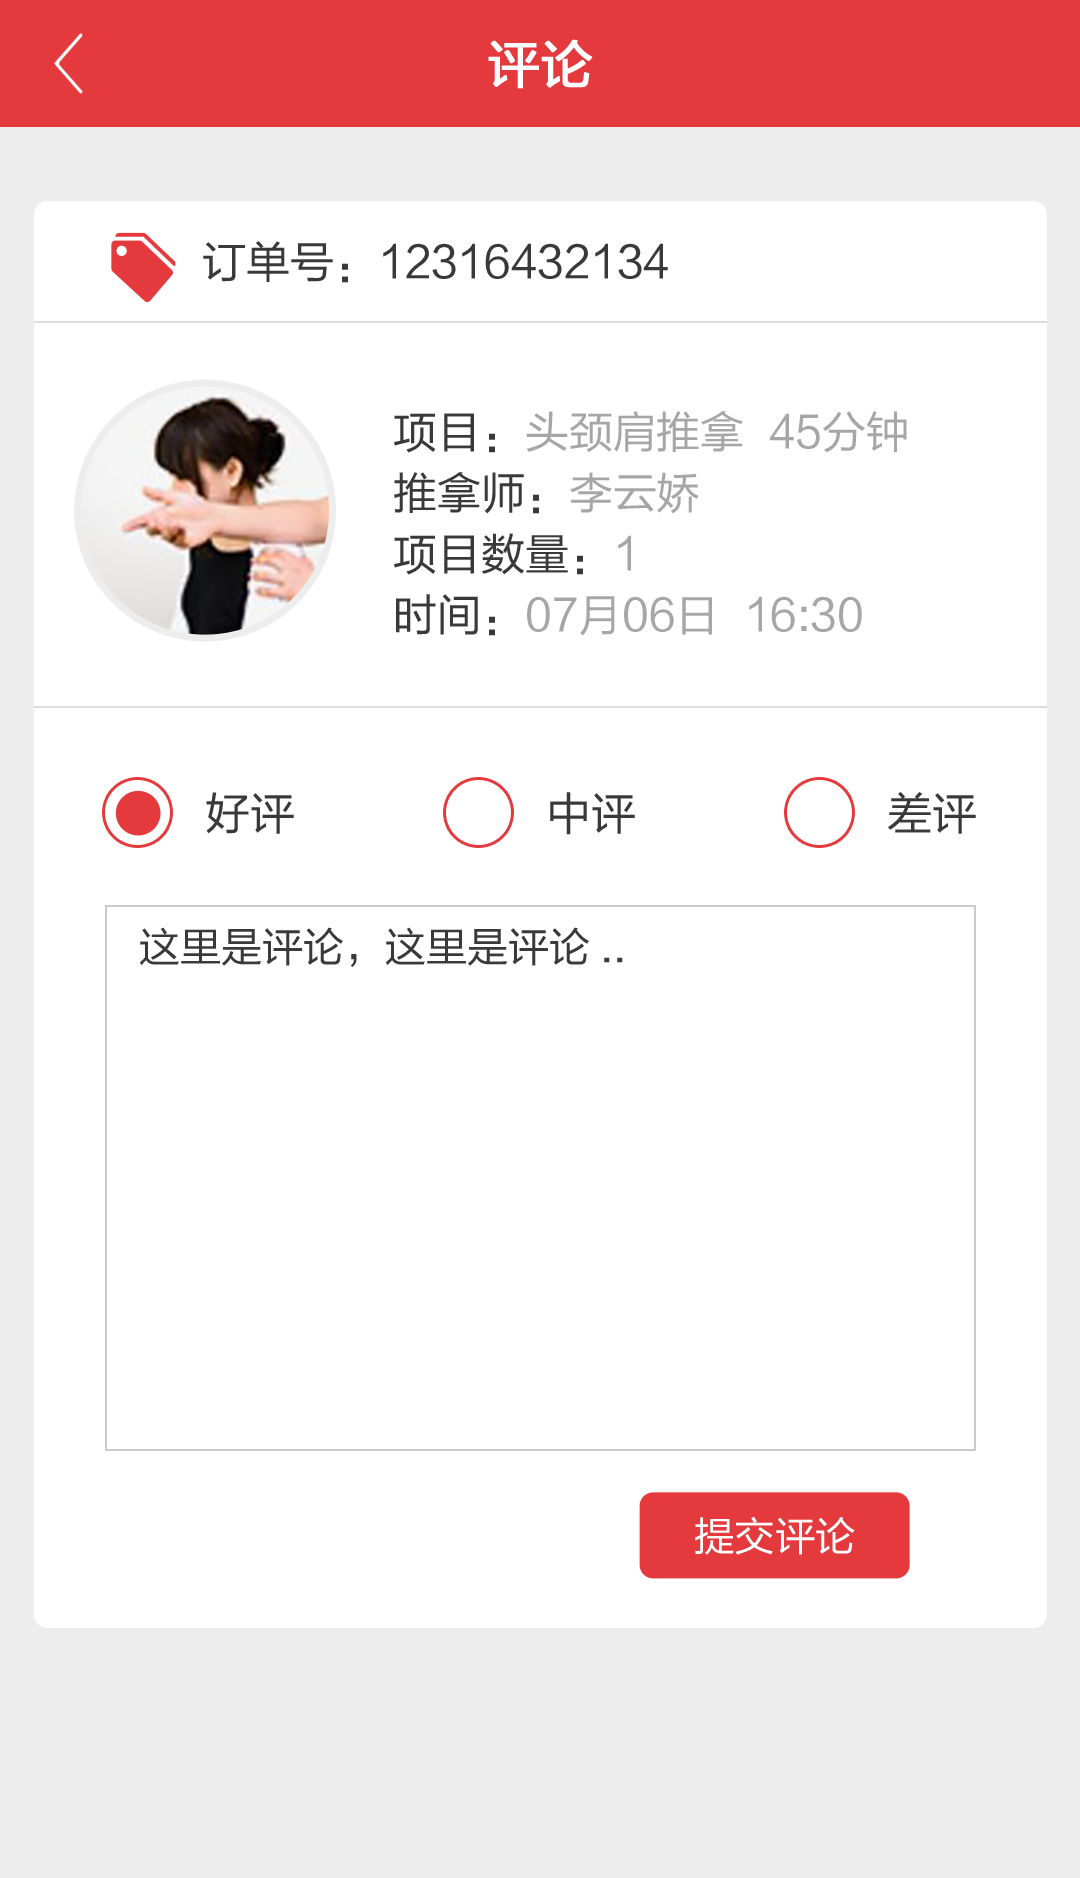 评论
订单号：12316432134
项目：头颈肩推拿 45分钟
推拿师：李云娇
项目数量：1
时间：07月06日 16:30
好评 中评 差评
这里是评论，这里是评论 ..
提交评论